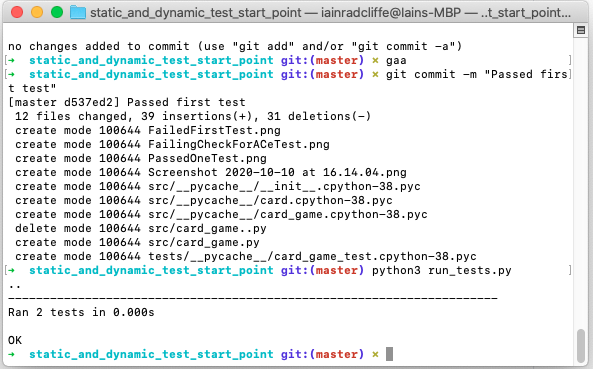 static_and_dynamic_test_start_point — iainradcliffe@Iains-MBP — ..t_start_point...
no changes added to commit (use "git add" and/or "git commit -a")
[➜  static_and_dynamic_test_start_point git:(master) ✗ gaa ]
[➜  static_and_dynamic_test_start_point git:(master) ✗ git commit -m "Passed firs]
t test"
[master d537ed2] Passed first test
 12 files changed, 39 insertions(+), 31 deletions(-)
 create mode 100644 FailedFirstTest.png
 create mode 100644 FailingCheckForACeTest.png
 create mode 100644 PassedOneTest.png
 create mode 100644 Screenshot 2020-10-10 at 16.14.04.png
 create mode 100644 src/__pycache__/__init__.cpython-38.pyc
 create mode 100644 src/__pycache__/card.cpython-38.pyc
 create mode 100644 src/__pycache__/card_game.cpython-38.pyc
 delete mode 100644 src/card_game..py
 create mode 100644 src/card_game.py
 create mode 100644 tests/__pycache__/card_game_test.cpython-38.pyc
[➜  static_and_dynamic_test_start_point git:(master) python3 run_tests.py ]
..
----------------------------------------------------------------------
Ran 2 tests in 0.000s
OK
➜  static_and_dynamic_test_start_point git:(master) ✗